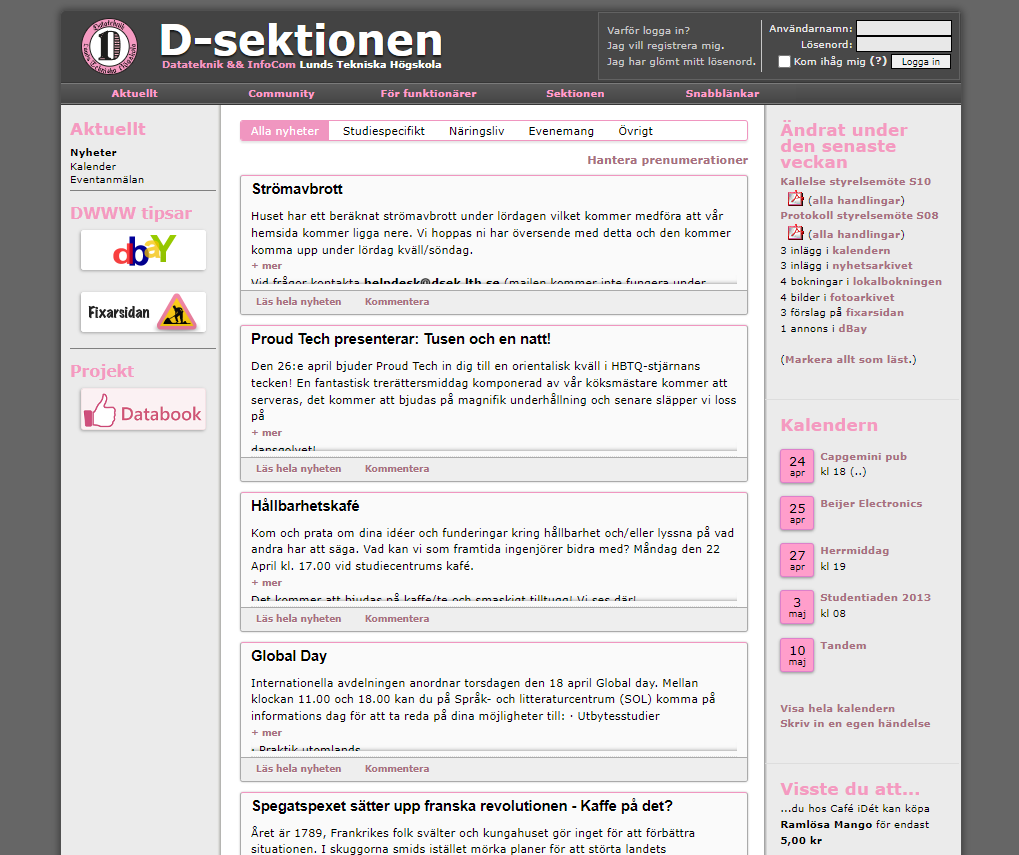 D-sektionen
Datateknik && InfoCom Lunds Tekniska Högskola
Varför logga in?
Jag vill registrera mig.
Jag har glömt mitt lösenord.
Användarnamn:
Lösenord:
Kom ihåg mig (?) Logga in
Aktuellt Community För funktionärer Sektionen Snabblänkar
Aktuellt
Nyheter
Kalender
Eventanmälan
DWWW tipsar
dbay
Fixarsidan
Projekt
Databook
Alla nyheter Studiespecifikt Näringsliv Evenemang Övrigt
Hantera prenumerationer
Strömavbrott
Huset har ett beräknat strömavbrott under lördagen vilket kommer medföra att vår
hemsida kommer ligga nere. Vi hoppas ni har översende med detta och den kommer
komma upp under lördag kväll/söndag.
+ mer
Vid frågor kontakta helpdesk@dsek.lth.se (mailen kommer inte fungera under
Läs hela nyheten Kommentera
Proud Tech presenterar: Tusen och en natt!
Den 26:e april bjuder Proud Tech in dig till en orientalisk kväll i HBTQ-stjärnans
tecken! En fantastisk trerättersmiddag komponerad av vår köksmästare kommer att
serveras, det kommer att bjudas på magnifik underhållning och senare släpper vi loss
på
+ mer
dansgolvet!
Läs hela nyheten Kommentera
Hållbarhetskafé
Kom och prata om dina idéer och funderingar kring hållbarhet och/eller lyssna på vad
andra har att säga. Vad kan vi som framtida ingenjörer bidra med? Måndag den 22
April kl. 17.00 vid studiecentrums kafé.
+ mer
Det kommer att bjudas på kaffe/te och smaskigt tilltugg! Vi ses där!
Läs hela nyheten Kommentera
Global Day
Internationella avdelningen anordnar torsdagen den 18 april Global day. Mellan
klockan 11.00 och 18.00 kan du på Språk- och litteraturcentrum (SOL) komma på
informations dag för att ta reda på dina möjligheter till: · Utbytesstudier
+ mer
· Praktik utomlands
Läs hela nyheten Kommentera
Spegatspexet sätter upp franska revolutionen - Kaffe på det?
Året är 1789, Frankrikes folk svälter och kungahuset gör inget för att förbättra
situationen. I skuggorna smids istället mörka planer för att störta landets
Ändrat under
den senaste
veckan
Kallelse styrelsemöte S10
(alla handlingar)
Protokoll styrelsemöte S08
(alla handlingar)
3 inlägg i kalendern
3 inlägg i nyhetsarkivet
4 bokningar i lokalbokningen
4 bilder i fotoarkivet
3 förslag på fixarsidan
1 annons i dBay
(Markera allt som läst.)
Kalendern
24 apr Capgemini pub
kl 18 (..)
25 apr Beijer Electronics
27 apr Herrmiddag
kl 19
3 maj Studentiaden 2013
kl 08
10 maj Tandem
Visa hela kalendern
Skriv in en egen händelse
Visste du att...
...du hos Café iDét kan köpa
Ramlösa Mango för endast
5,00 kr